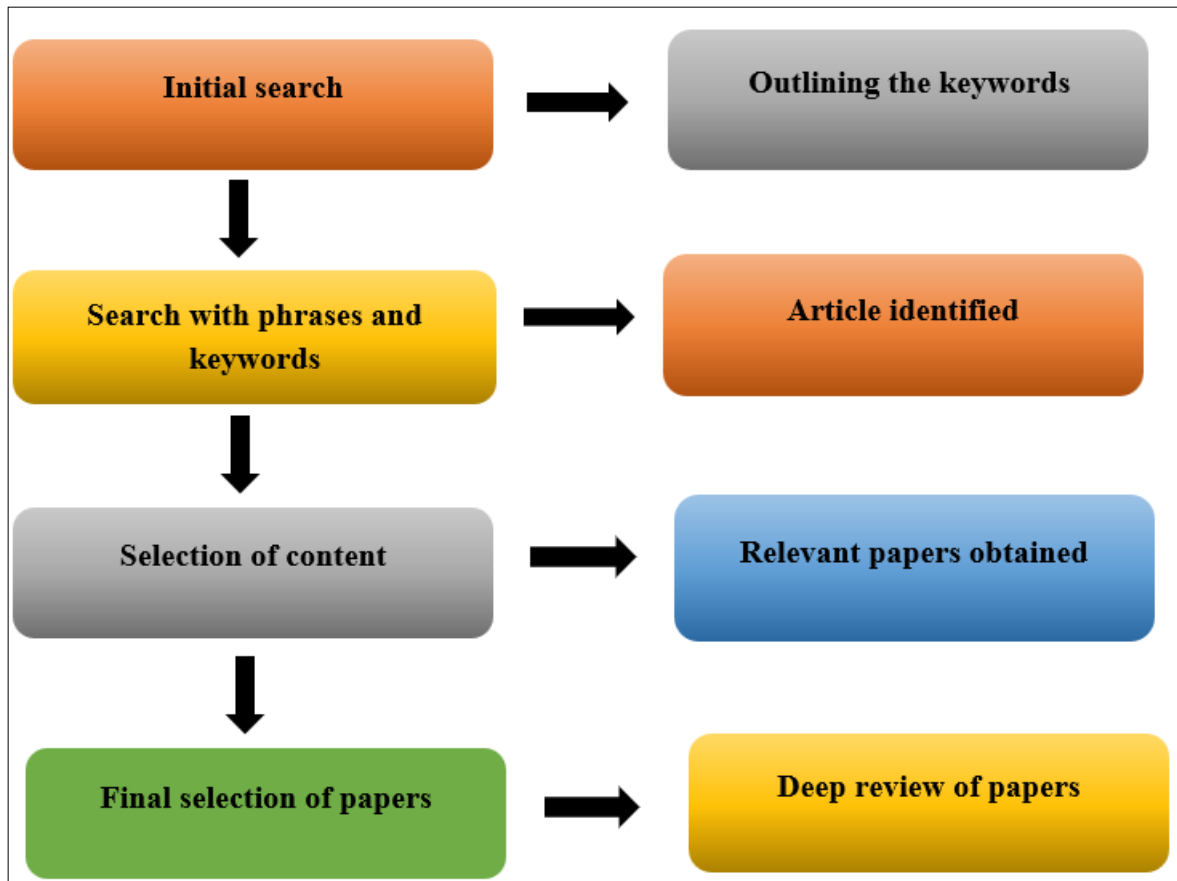 Initial search
Outlining the keywords
Search with phrases and
keywords
Article identified
Selection of content
Relevant papers obtained
Final selection of papers
Deep review of papers